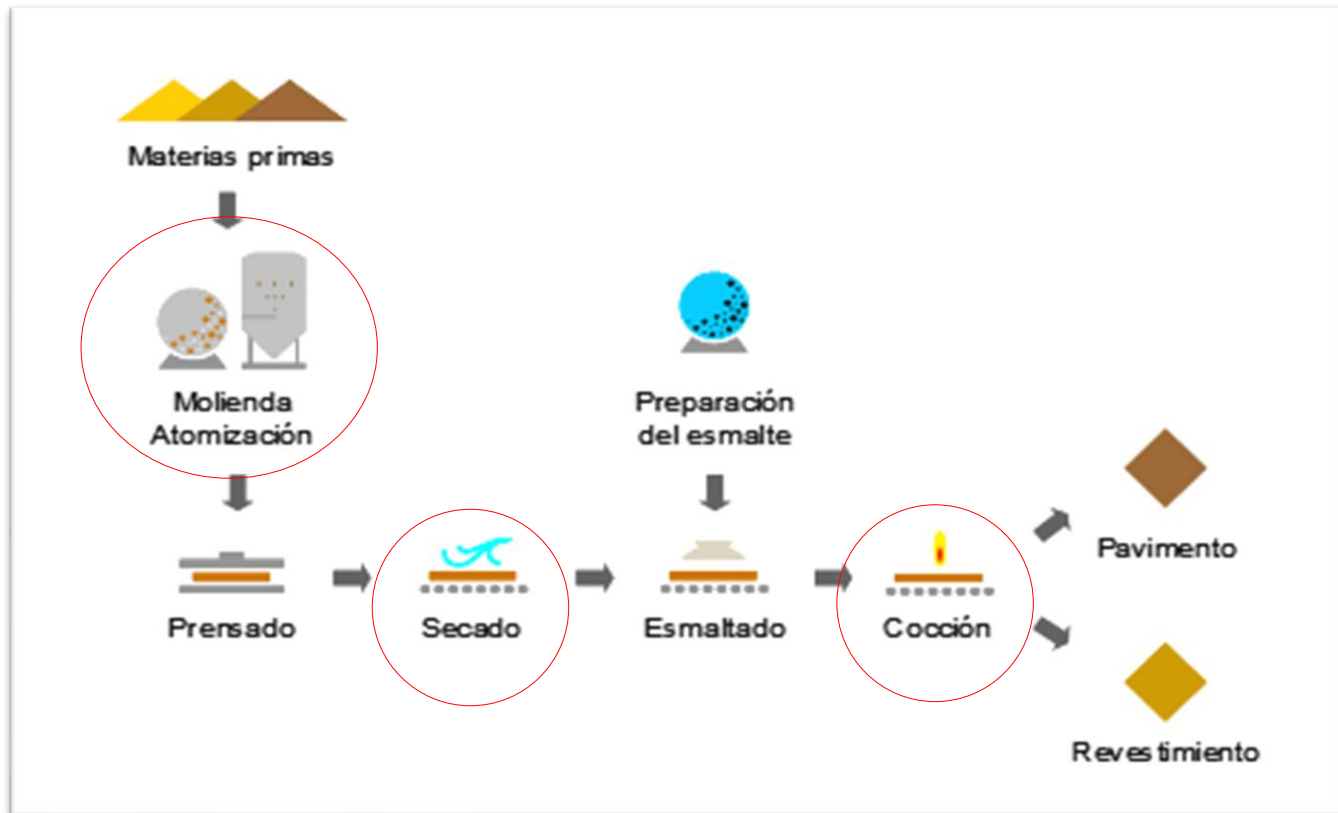 Materias primas
Molienda
Atomización
Preparación
del esmalte
Prensado
Secado
Esmaltado
Cocción
Pavimento
Revestimiento